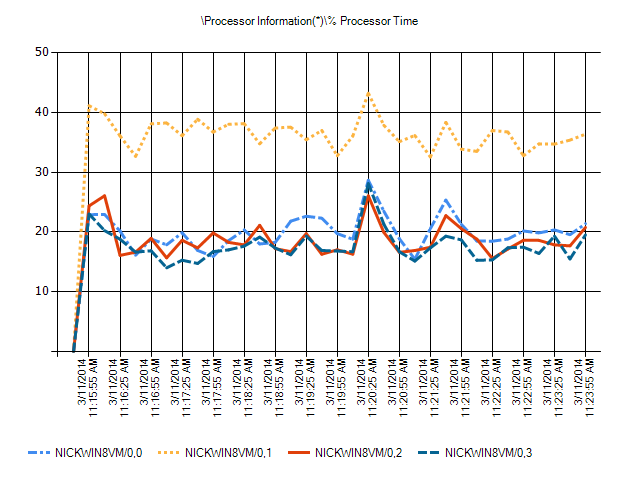 \Processor Information(*)\% Processor Time
50
40
30
20
10
3/11/2014
11:15:55 AM
3/11/2014
11:16:25 AM
3/11/2014
11:16:55 AM
3/11/2014
11:17:25 AM
3/11/2014
11:17:55 AM
3/11/2014
11:18:25 AM
3/11/2014
11:18:55 AM
3/11/2014
11:19:25 AM
3/11/2014
11:19:55 AM
3/11/2014
11:20:25 AM
3/11/2014
11:20:55 AM
3/11/2014
11:21:25 AM
3/11/2014
11:21:55 AM
3/11/2014
11:22:25 AM
3/11/2014
11:22:55 AM
3/11/2014
11:23:25 AM
3/11/2014
11:23:55 AM
NICKWIN8VM/0,0 NICKWIN8VM/0,1 NICKWIN8VM/0,2 NICKWIN8VM/0,3